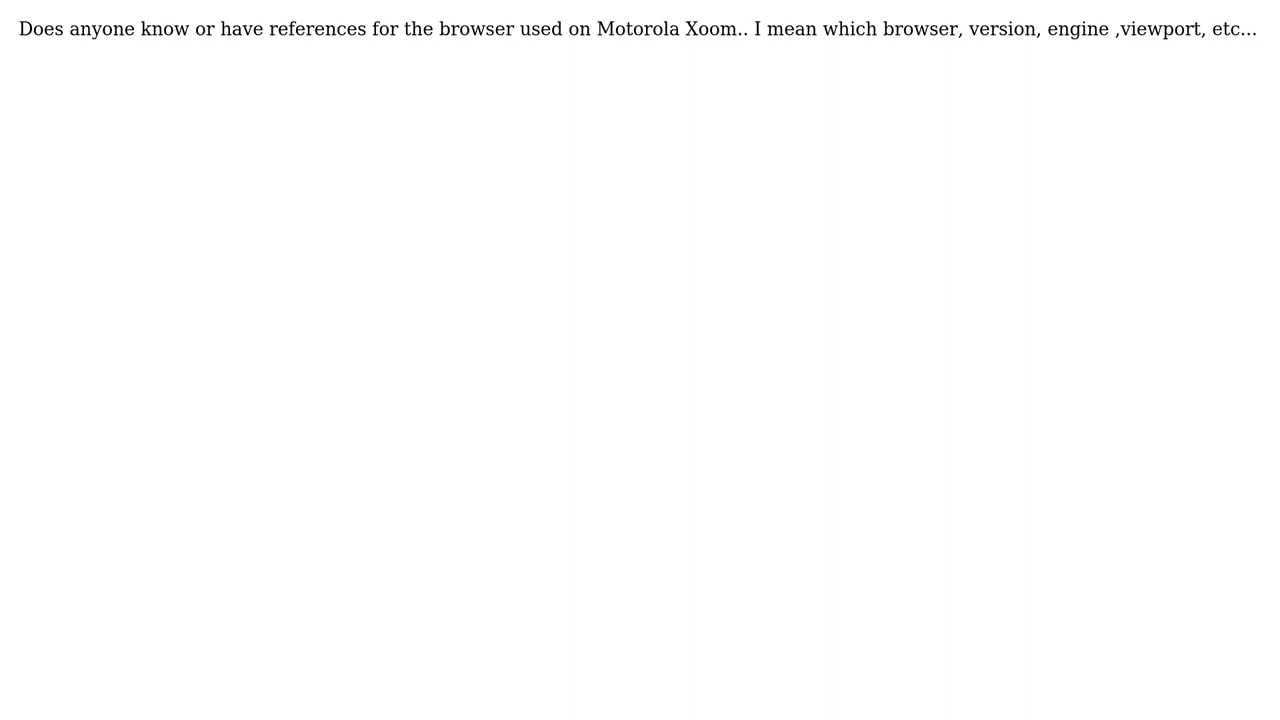 Does anyone know or have references for the browser used on Motorola Xoom.. I mean which browser, version, engine ,viewport, etc...